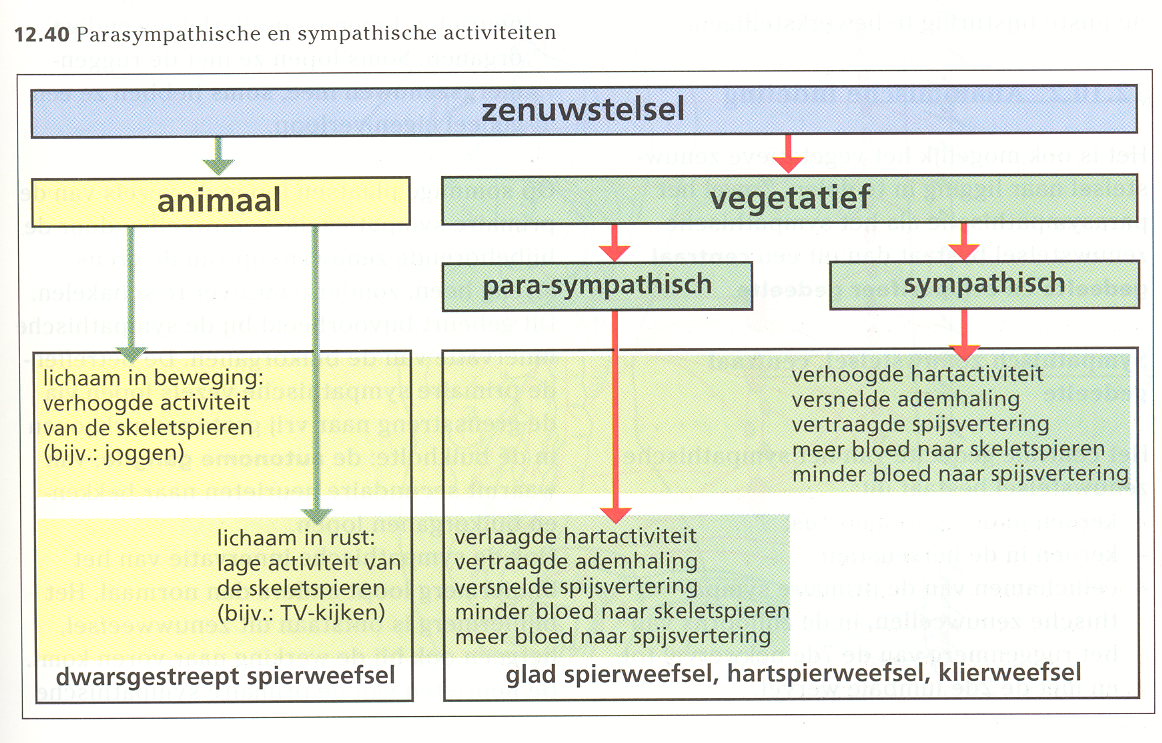 12.40 Parasympathische en sympathische activiteiten
zenuwstelsel
animaal
vegetatief
para-sympathisch
sympathisch
lichaam in beweging:
verhoogde activiteit
van de skeletspieren
(bijv.: joggen)
verhoogde hartactiviteit
versnelde ademhaling
vertraagde spijsvertering
meer bloed naar skeletspieren
minder bloed naar spijsvertering
lichaam in rust:
lage activiteit van
de skeletspieren
(bijv.: TV-kijken)
verlaagde hartactiviteit
vertraagde ademhaling
versnelde spijsvertering
minder bloed naar skeletspieren
meer bloed naar spijsvertering
dwarsgestreept spierweefsel
glad spierweefsel, hartspierweefsel, klierweefsel